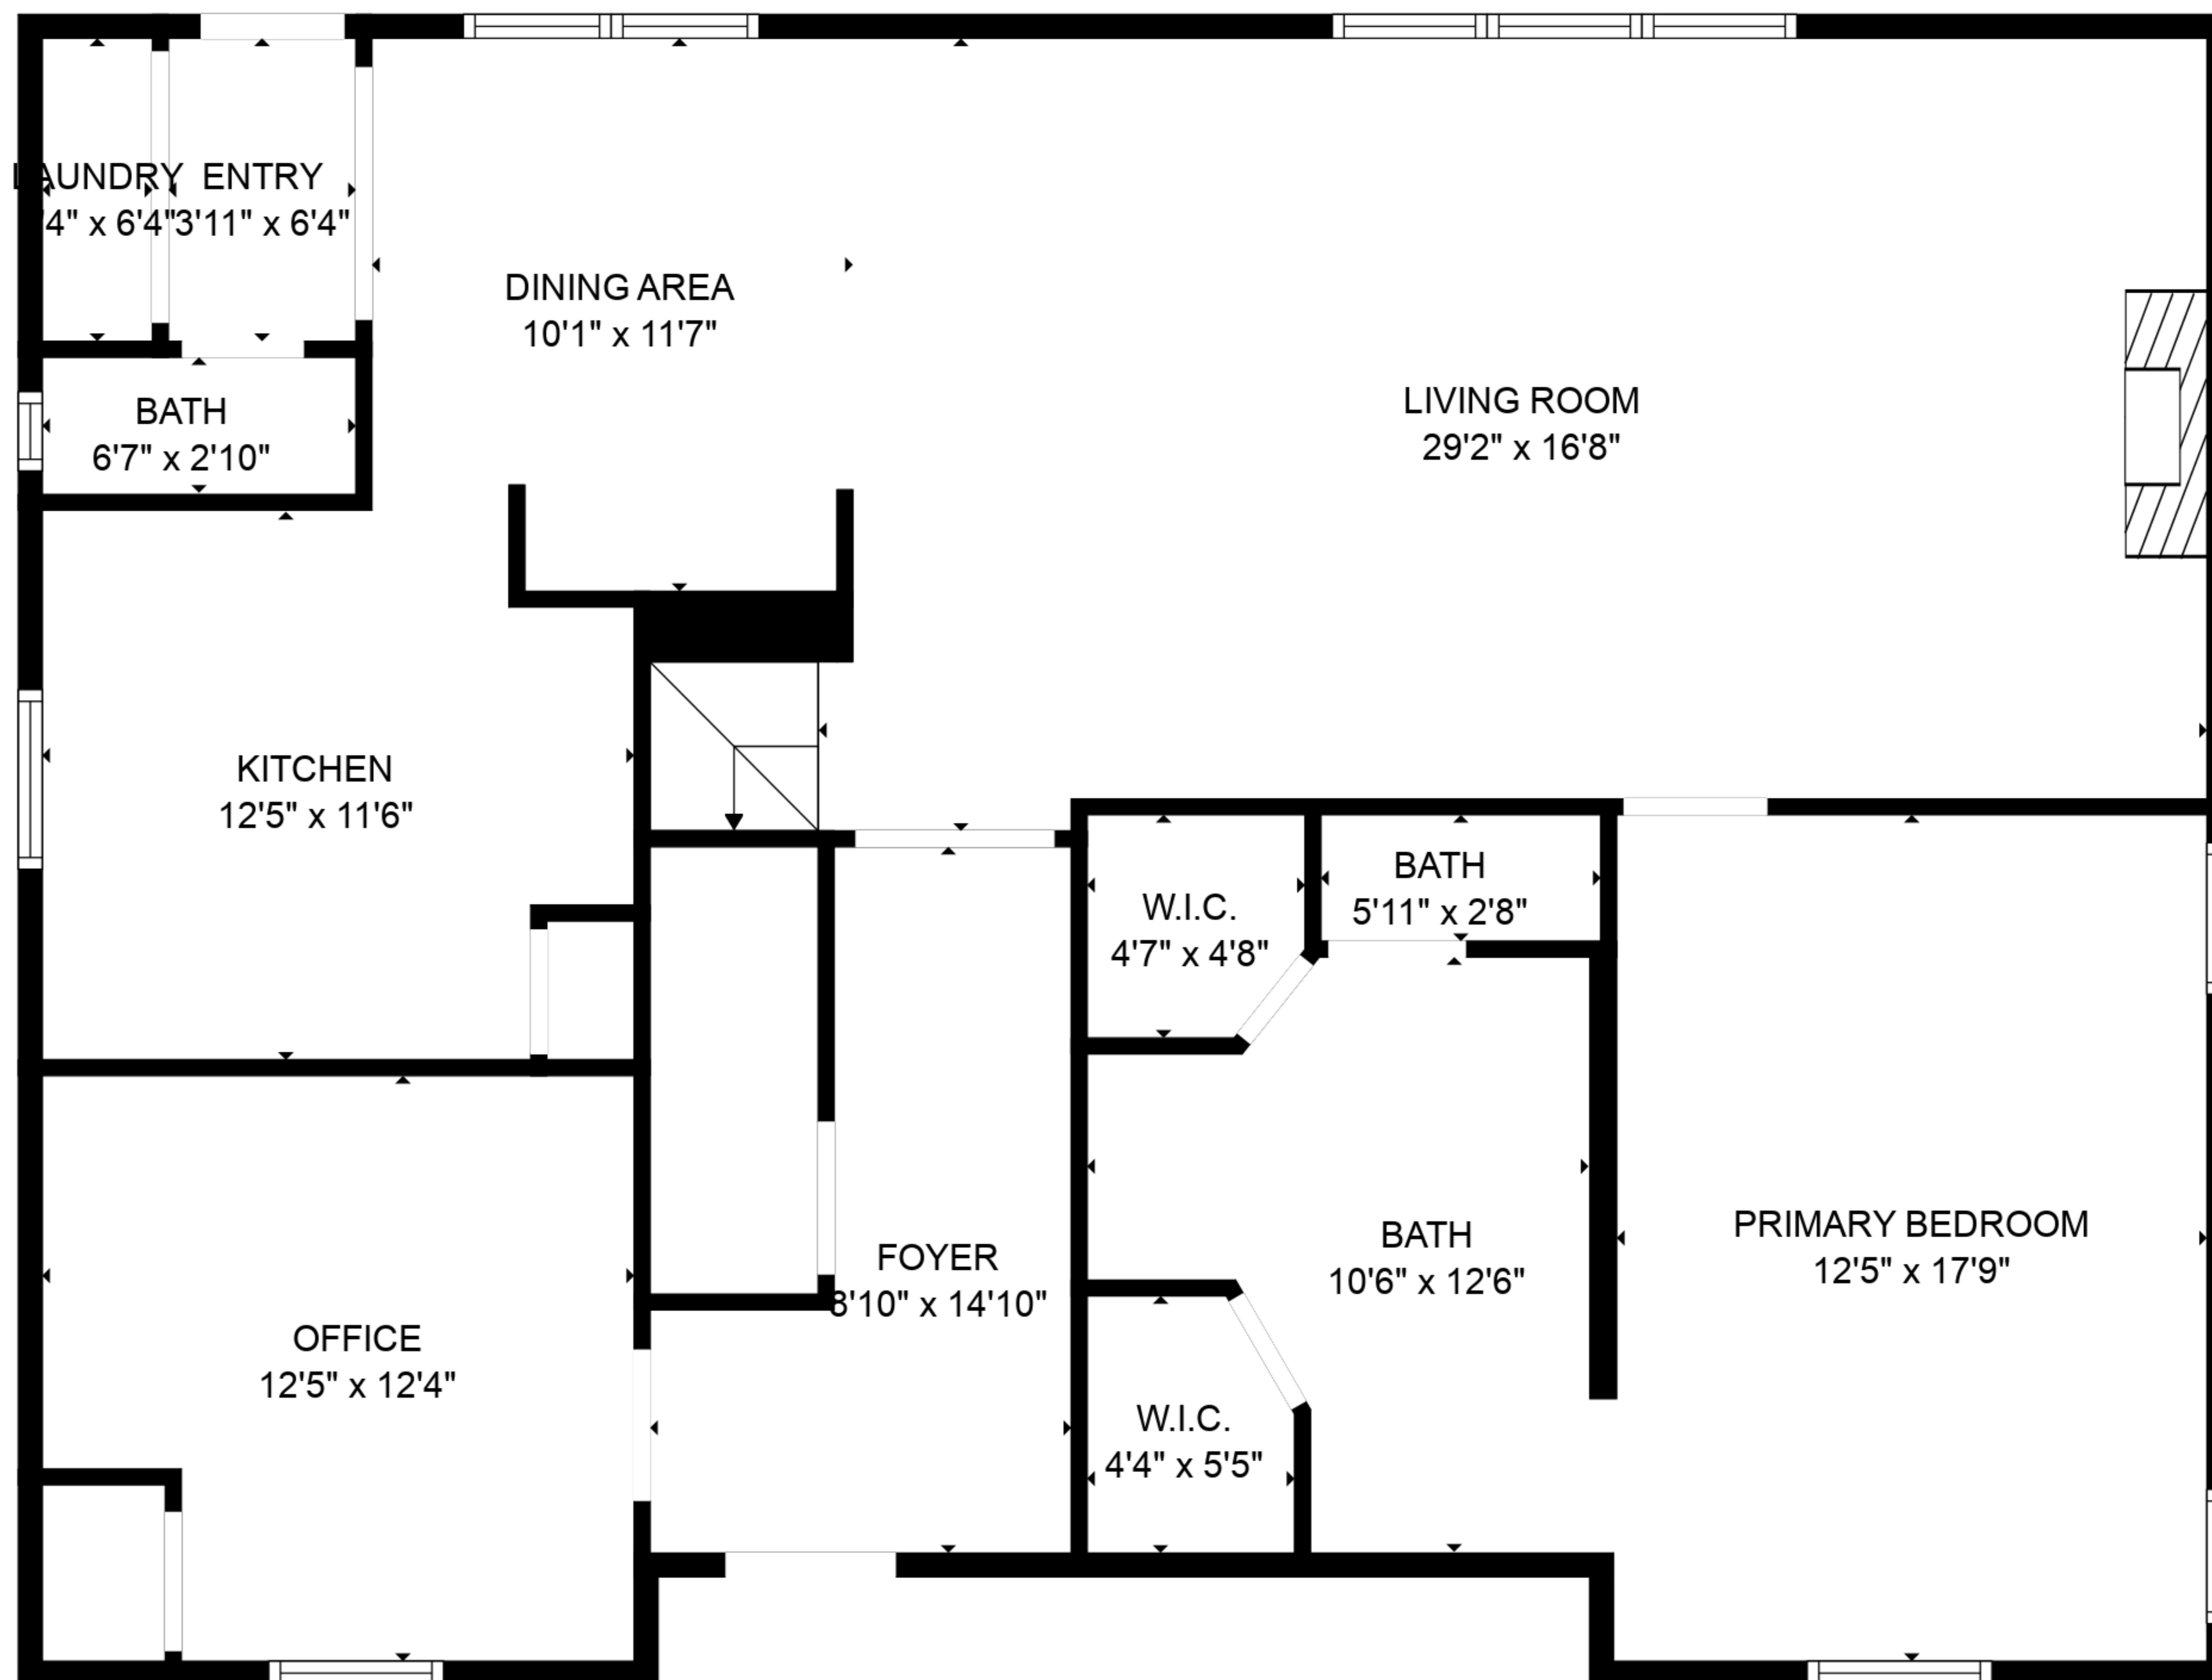 LAUNDRY
'4" x 6'4"
ENTRY
3'11" x 6'4"
DINING AREA
10'1" x 11'7"
BATH
6'7" x 2'10"
LIVING ROOM
29'2" x 16'8"
KITCHEN
12'5" x 11'6"
W.I.C.
4'7" x 4'8"
BATH
5'11" x 2'8"
PRIMARY BEDROOM
12'5" x 17'9"
BATH
10'6" x 12'6"
FOYER
8'10" x 14'10"
OFFICE
12'5" x 12'4"
W.I.C.
4'4" x 5'5"